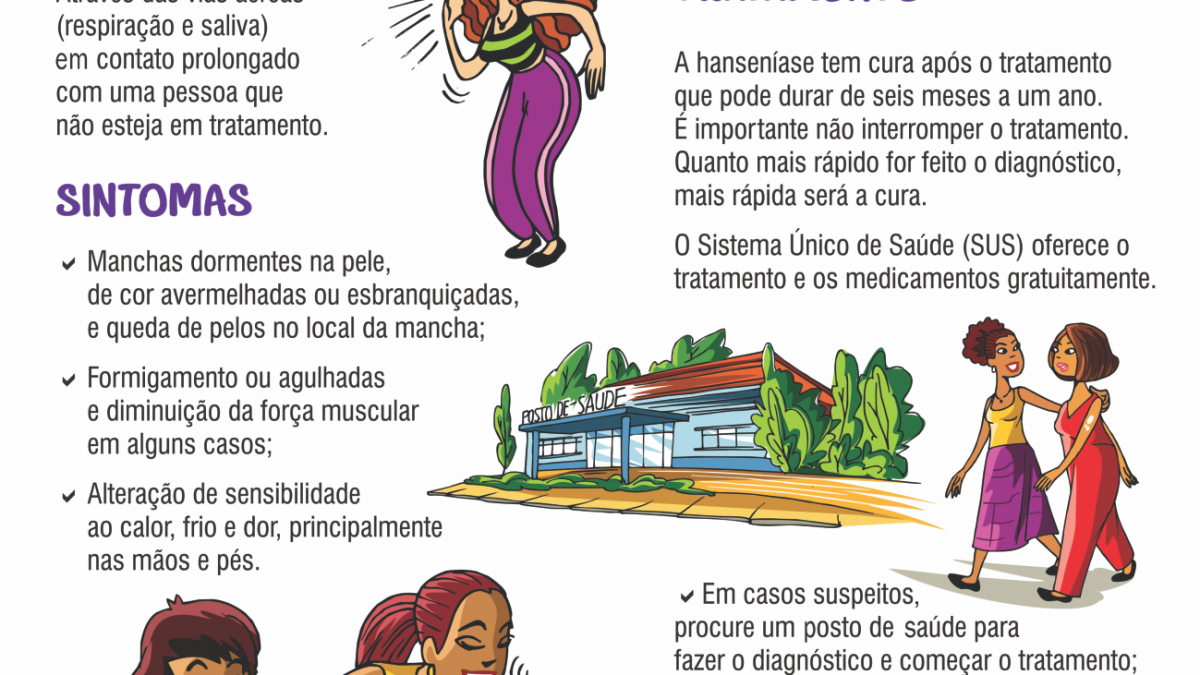 Através das vias aéreas
(respiração e saliva)
em contato prolongado
com uma pessoa que
não esteja em tratamento.
SINTOMAS
Manchas dormentes na pele,
de cor avermelhadas ou esbranquiçadas,
e queda de pelos no local da mancha;
Formigamento ou agulhadas
e diminuição da força muscular
em alguns casos;
Alteração de sensibilidade
ao calor, frio e dor, principalmente
nas mãos e pés.
A hanseníase tem cura após o tratamento
que pode durar de seis meses a um ano.
É importante não interromper o tratamento.
Quanto mais rápido for feito o diagnóstico,
mais rápida será a cura.
O Sistema Único de Saúde (SUS) oferece o
tratamento e os medicamentos gratuitamente.
POSTO DE SAÚDE
Em casos suspeitos,
procure um posto de saúde para
fazer o diagnóstico e começar o tratamento;